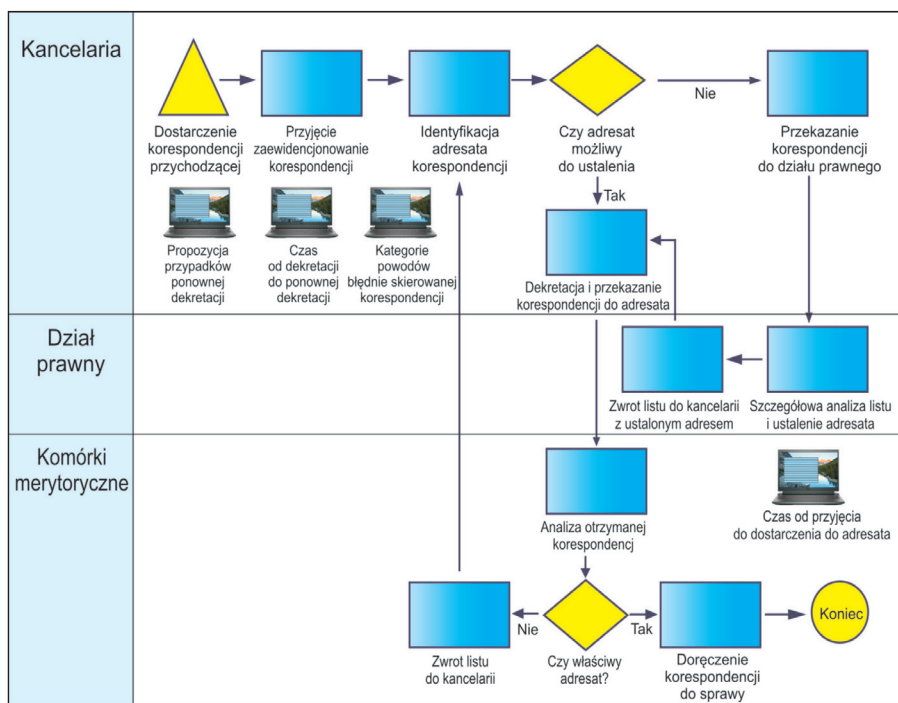 Kancelaria
Dostarczenie
korespondencji
przychodzącej
Przyjęcie
zaewidencjonowanie
korespondencji
Identyfikacja
adresata
korespondencji
Czy adresat
możliwy
do ustalenia
Nie
Przekazanie
korespondencji
do działu prawnego
Tak
Propozycja
przypadków
ponownej
dekretacji
Czas
od dekretacji
do ponownej
dekretacji
Kategorie
powodów
błędnie skierowanej
korespondencji
Dekretacja i przekazanie
korespondencji do adresata
Dział
prawny
Zwrot listu do kancelarii
z ustalonym adresem
Szczegółowa analiza listu
i ustalenie adresata
Komórki
merytoryczne
Analiza otrzymanej
korespondencj
Czas od przyjęcia
do dostarczenia do adresata
Nie
Tak
Koniec
Zwrot listu
do kancelarii
Czy właściwy
adresat?
Doręczenie
korespondencji
do sprawy